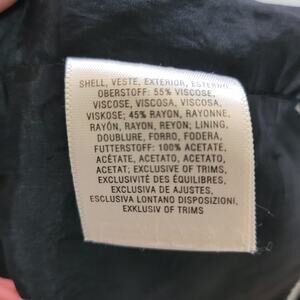 SHELL, VESTE, EXTERIOR, ESTERNO,
OBERSTOFF: 55% VISCOSE,
VISCOSE, VISCOSA, VISCOSA,
VISKOSE; 45% RAYON, RAYONNE,
RAYÓN, RAYON, REYON; LINING,
DOUBLURE, FORRO, FODERA,
FUTTERSTOFF: 100% ACETATE,
ACÉTATE, ACETATO, ACETATO,
ACETAT; EXCLUSIVE OF TRIMS,
EXCLUSIVITÉ DES ÉQUILIBRES,
EXCLUSIVA DE AJUSTES,
ESCLUSIVA LONTANO DISPOSIZIONI,
EXKLUSIV OF TRIMS